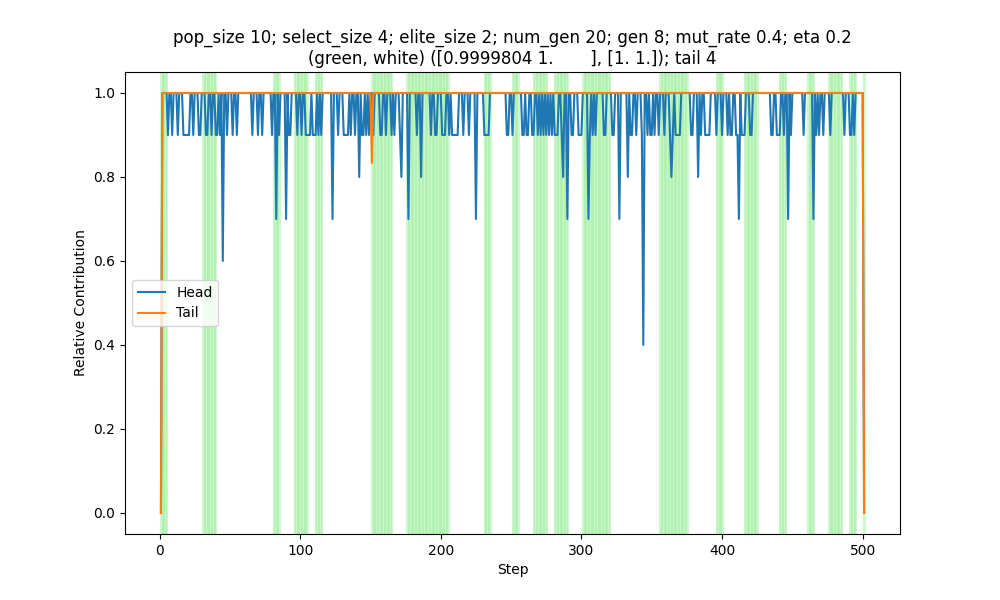 pop_size 10; select_size 4; elite_size 2; num_gen 20; gen 8; mut_rate 0.4; eta 0.2
(green, white) ([0.9999804 1.        ], [1. 1.]); tail 4
1.0
0.8
0.6
0.4
0.2
0.0
Relative Contribution
Head
Tail
0 100 200 300 400 500
Step